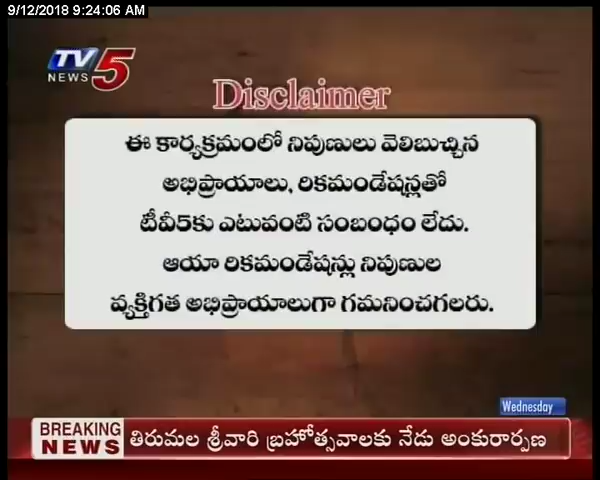 9/12/2018 9:24:06 AM
TV5
NEWS
Disclaimer
ఈ కార్యక్రమంలో నిపుణులు వెలిబుచ్చిన
అభిప్రాయాలు, రికమండేషన్లతో
టీవీ5కు ఎటువంటి సంబంధం లేదు.
ఆయా రికమండేషన్లు నిపుణుల
వ్యక్తిగత అభిప్రాయాలుగా గమనించగలరు.
Wednesday
BREAKING NEWS తిరుమల శ్రీవారి బ్రహోత్సవాలకు నేడు అంకురార్పణ